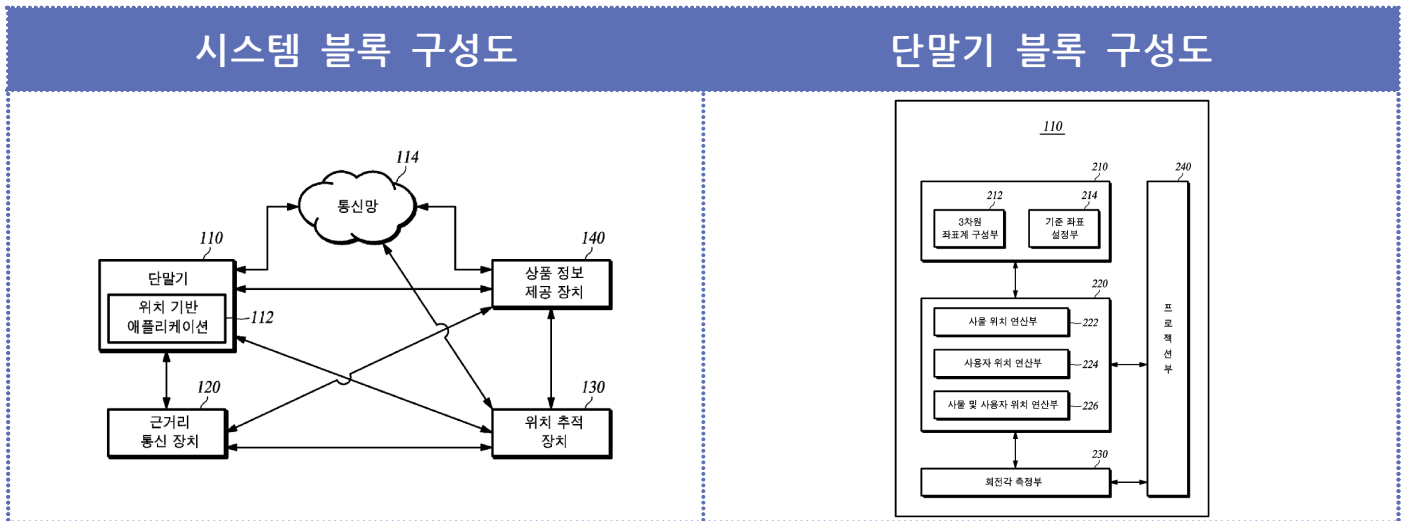 시스템 블록 구성도
단말기 블록 구성도
114
통신망
110
단말기
위치 기반
애플리케이션
112
140
상품 정보
제공 장치
120
근거리
통신 장치
130
위치 추적
장치
110
210
212
3차원
좌표계 구성부
214
기준 좌표
설정부
220
사물 위치 연산부
222
사용자 위치 연산부
224
사물 및 사용자 위치 연산부
226
230
회전각 측정부
240
프
로
젝
션
부